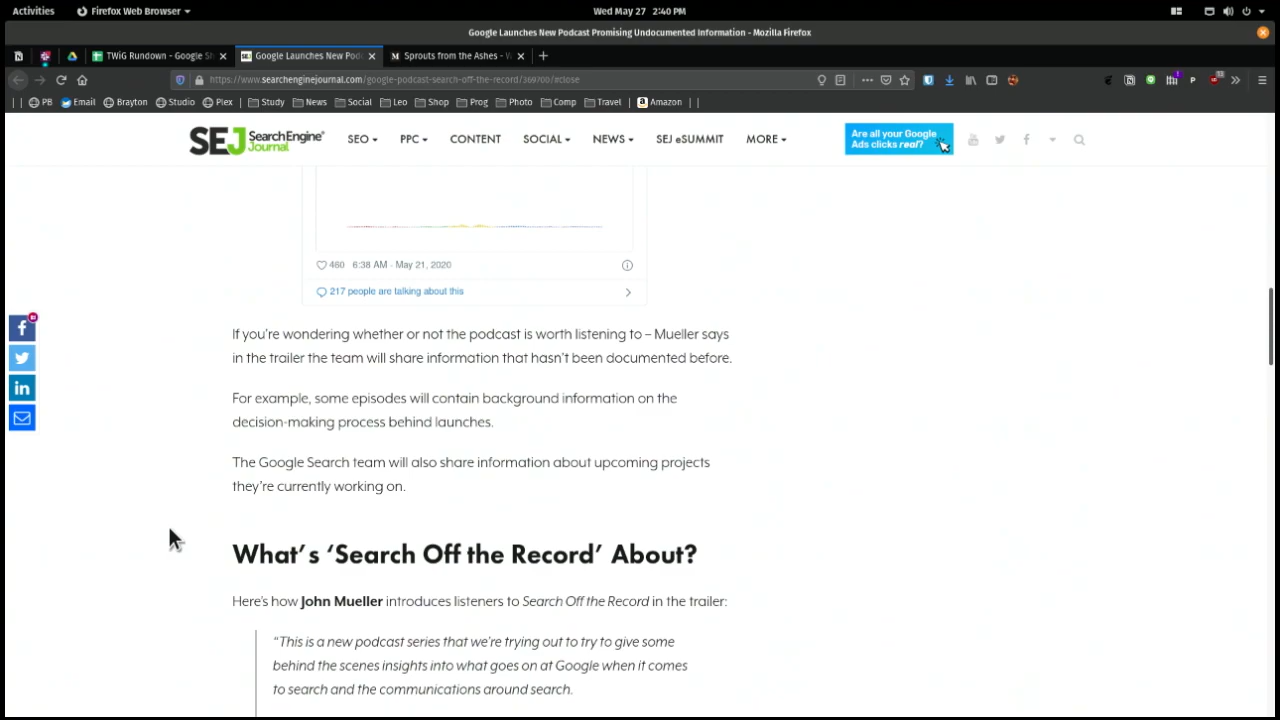 Activities
Firefox Web Browser
Wed May 27 2:40 PM
Google Launches New Podcast Promising Undocumented Information - Mozilla Firefox
TWiG Rundown - Google Sh
Google Launches New Pod
Sprouts from the Ashes -
https://www.searchenginejournal.com/google-podcast-search-off-the-record/369700/#close
PB
Email
Brayton
Studio
Plex
Study
News
Social
Leo
Shop
Prog
Photo
Comp
Travel
Amazon
SEJ SearchEngine Journal
SEO
PPC
CONTENT
SOCIAL
NEWS
SEJ eSUMMIT
MORE
Are all your Google
Ads clicks real?
460 6:38 AM - May 21, 2020
217 people are talking about this
If you're wondering whether or not the podcast is worth listening to – Mueller says
in the trailer the team will share information that hasn't been documented before.
For example, some episodes will contain background information on the
decision-making process behind launches.
The Google Search team will also share information about upcoming projects
they're currently working on.
What's 'Search Off the Record' About?
Here's how John Mueller introduces listeners to Search Off the Record in the trailer:
"This is a new podcast series that we're trying out to try to give some
behind the scenes insights into what goes on at Google when it comes
to search and the communications around search.